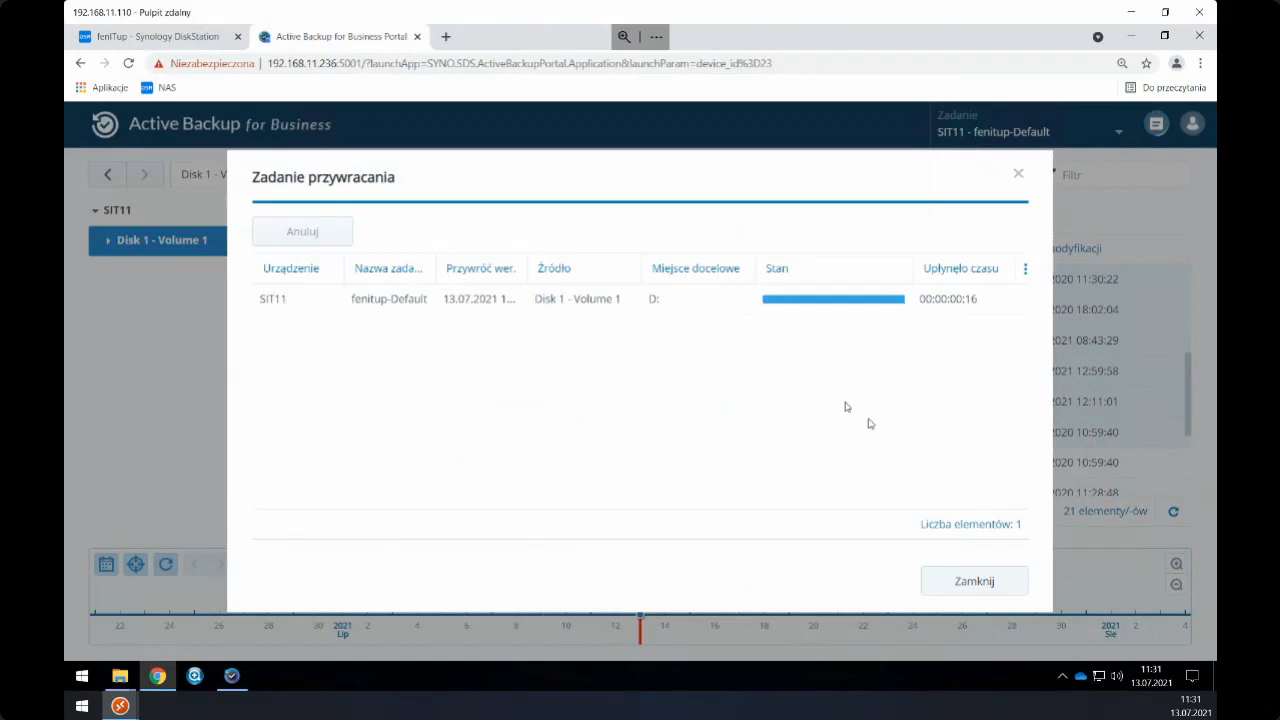 192.168.11.110 - Pulpit zdalny
fenITup - Synology DiskStation
Active Backup for Business Portal
Niezabezpieczona
192.168.11.236:5001/?launchApp=SYNO.SDS.ActiveBackupPortal.Application&launchParam=device_id%3D23
Aplikacje
NAS
Do przeczytania
Active Backup for Business
Zadanie
SIT11 - fenitup-Default
Disk 1 - V
Filtr
SIT11
Disk 1 - Volume 1
Zadanie przywracania
Anuluj
Urządzenie Nazwa zada... Przywróć wer. Źródło Miejsce docelowe Stan Upłynęło czasu
SIT11 fenitup-Default 13.07.2021 1... Disk 1 - Volume 1 D: 00:00:00:16
Liczba elementów: 1
Zamknij
odyfikacji
2020 11:30:22
2020 18:02:04
2021 08:43:29
2021 12:59:58
2021 12:11:01
2020 10:59:40
2020 10:59:40
2020 11:28:48
21 elementy/-ów
22 24 26 28 30 2021 Lip 2 4 6 8 10 12 14 16 18 20 22 24 26 28 30 2021 Sie 2 4
11:31
13.07.2021
11:31
13.07.2021